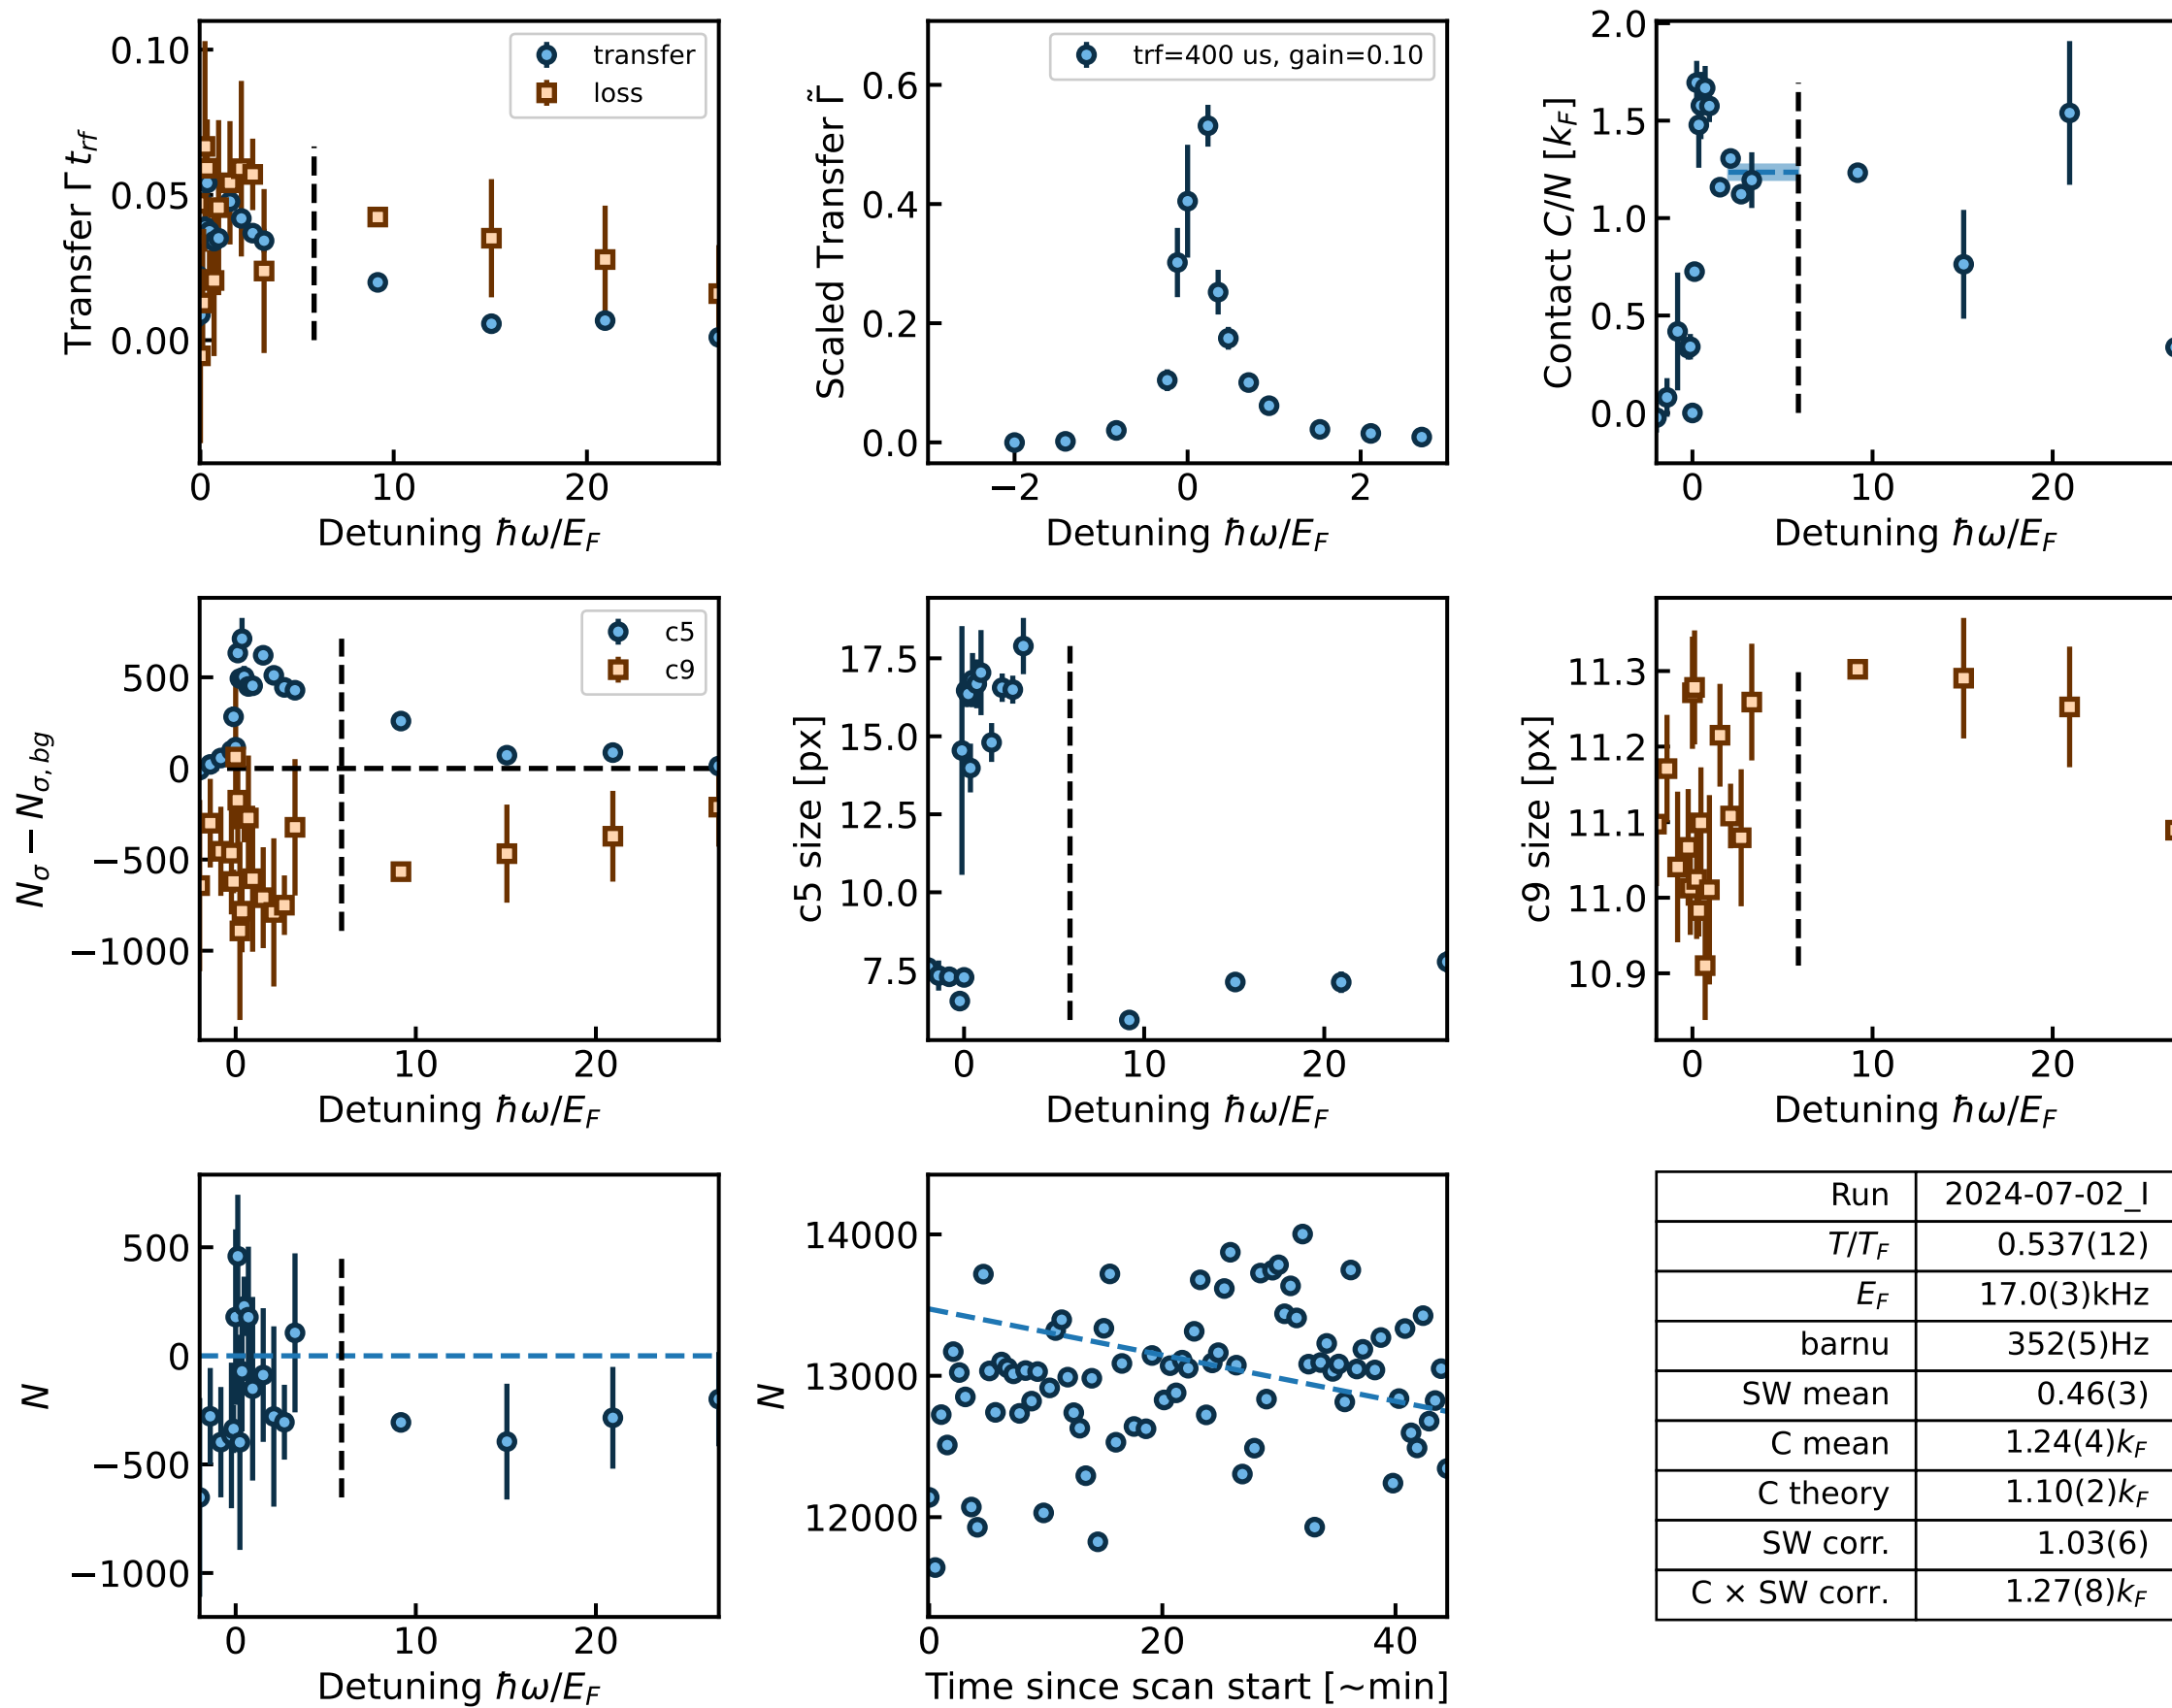 0.10
0.05
0.00
Transfer Γ t_rf
transfer
loss
0
10
20
Detuning ħω/E_F
0.6
0.4
0.2
0.0
Scaled Transfer Γ̃
trf=400 us, gain=0.10
−2
0
2
Detuning ħω/E_F
2.0
1.5
1.0
0.5
0.0
Contact C/N [k_F]
0
10
20
Detuning ħω/E_F
500
0
−500
−1000
N_σ − N_σ,bg
c5
c9
0
10
20
Detuning ħω/E_F
17.5
15.0
12.5
10.0
7.5
c5 size [px]
0
10
20
Detuning ħω/E_F
11.3
11.2
11.1
11.0
10.9
c9 size [px]
0
10
20
Detuning ħω/E_F
500
0
−500
−1000
N
0
10
20
Detuning ħω/E_F
14000
13000
12000
N
0
20
40
Time since scan start [~min]
Run 2024-07-02_I
T/T_F 0.537(12)
E_F 17.0(3)kHz
barnu 352(5)Hz
SW mean 0.46(3)
C mean 1.24(4)k_F
C theory 1.10(2)k_F
SW corr. 1.03(6)
C × SW corr. 1.27(8)k_F